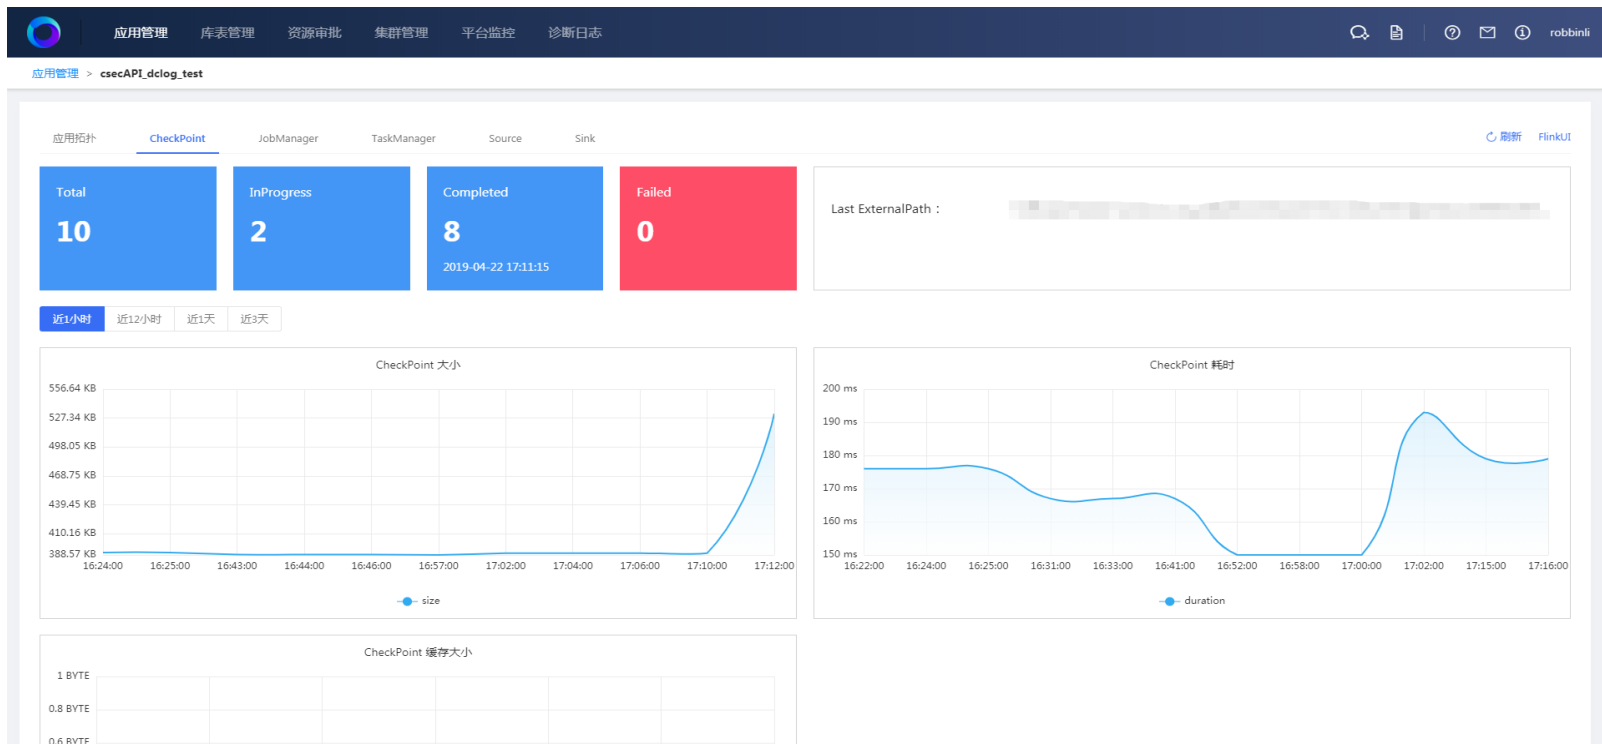 应用管理 库表管理 资源审批 集群管理 平台监控 诊断日志 robbinli
应用管理 > csecAPI_dclog_test
应用拓扑 CheckPoint JobManager TaskManager Source Sink 刷新 FlinkUI
Total
10
InProgress
2
Completed
8
2019-04-22 17:11:15
Failed
0
Last ExternalPath：
近1小时 近12小时 近1天 近3天
CheckPoint 大小
556.64 KB
527.34 KB
498.05 KB
468.75 KB
439.45 KB
410.16 KB
388.57 KB
16:24:00 16:25:00 16:43:00 16:44:00 16:46:00 16:57:00 17:02:00 17:04:00 17:06:00 17:10:00 17:12:00
size
CheckPoint 耗时
200 ms
190 ms
180 ms
170 ms
160 ms
150 ms
16:22:00 16:24:00 16:25:00 16:31:00 16:33:00 16:41:00 16:52:00 16:58:00 17:00:00 17:02:00 17:15:00 17:16:00
duration
CheckPoint 缓存大小
1 BYTE
0.8 BYTE
0.6 BYTE